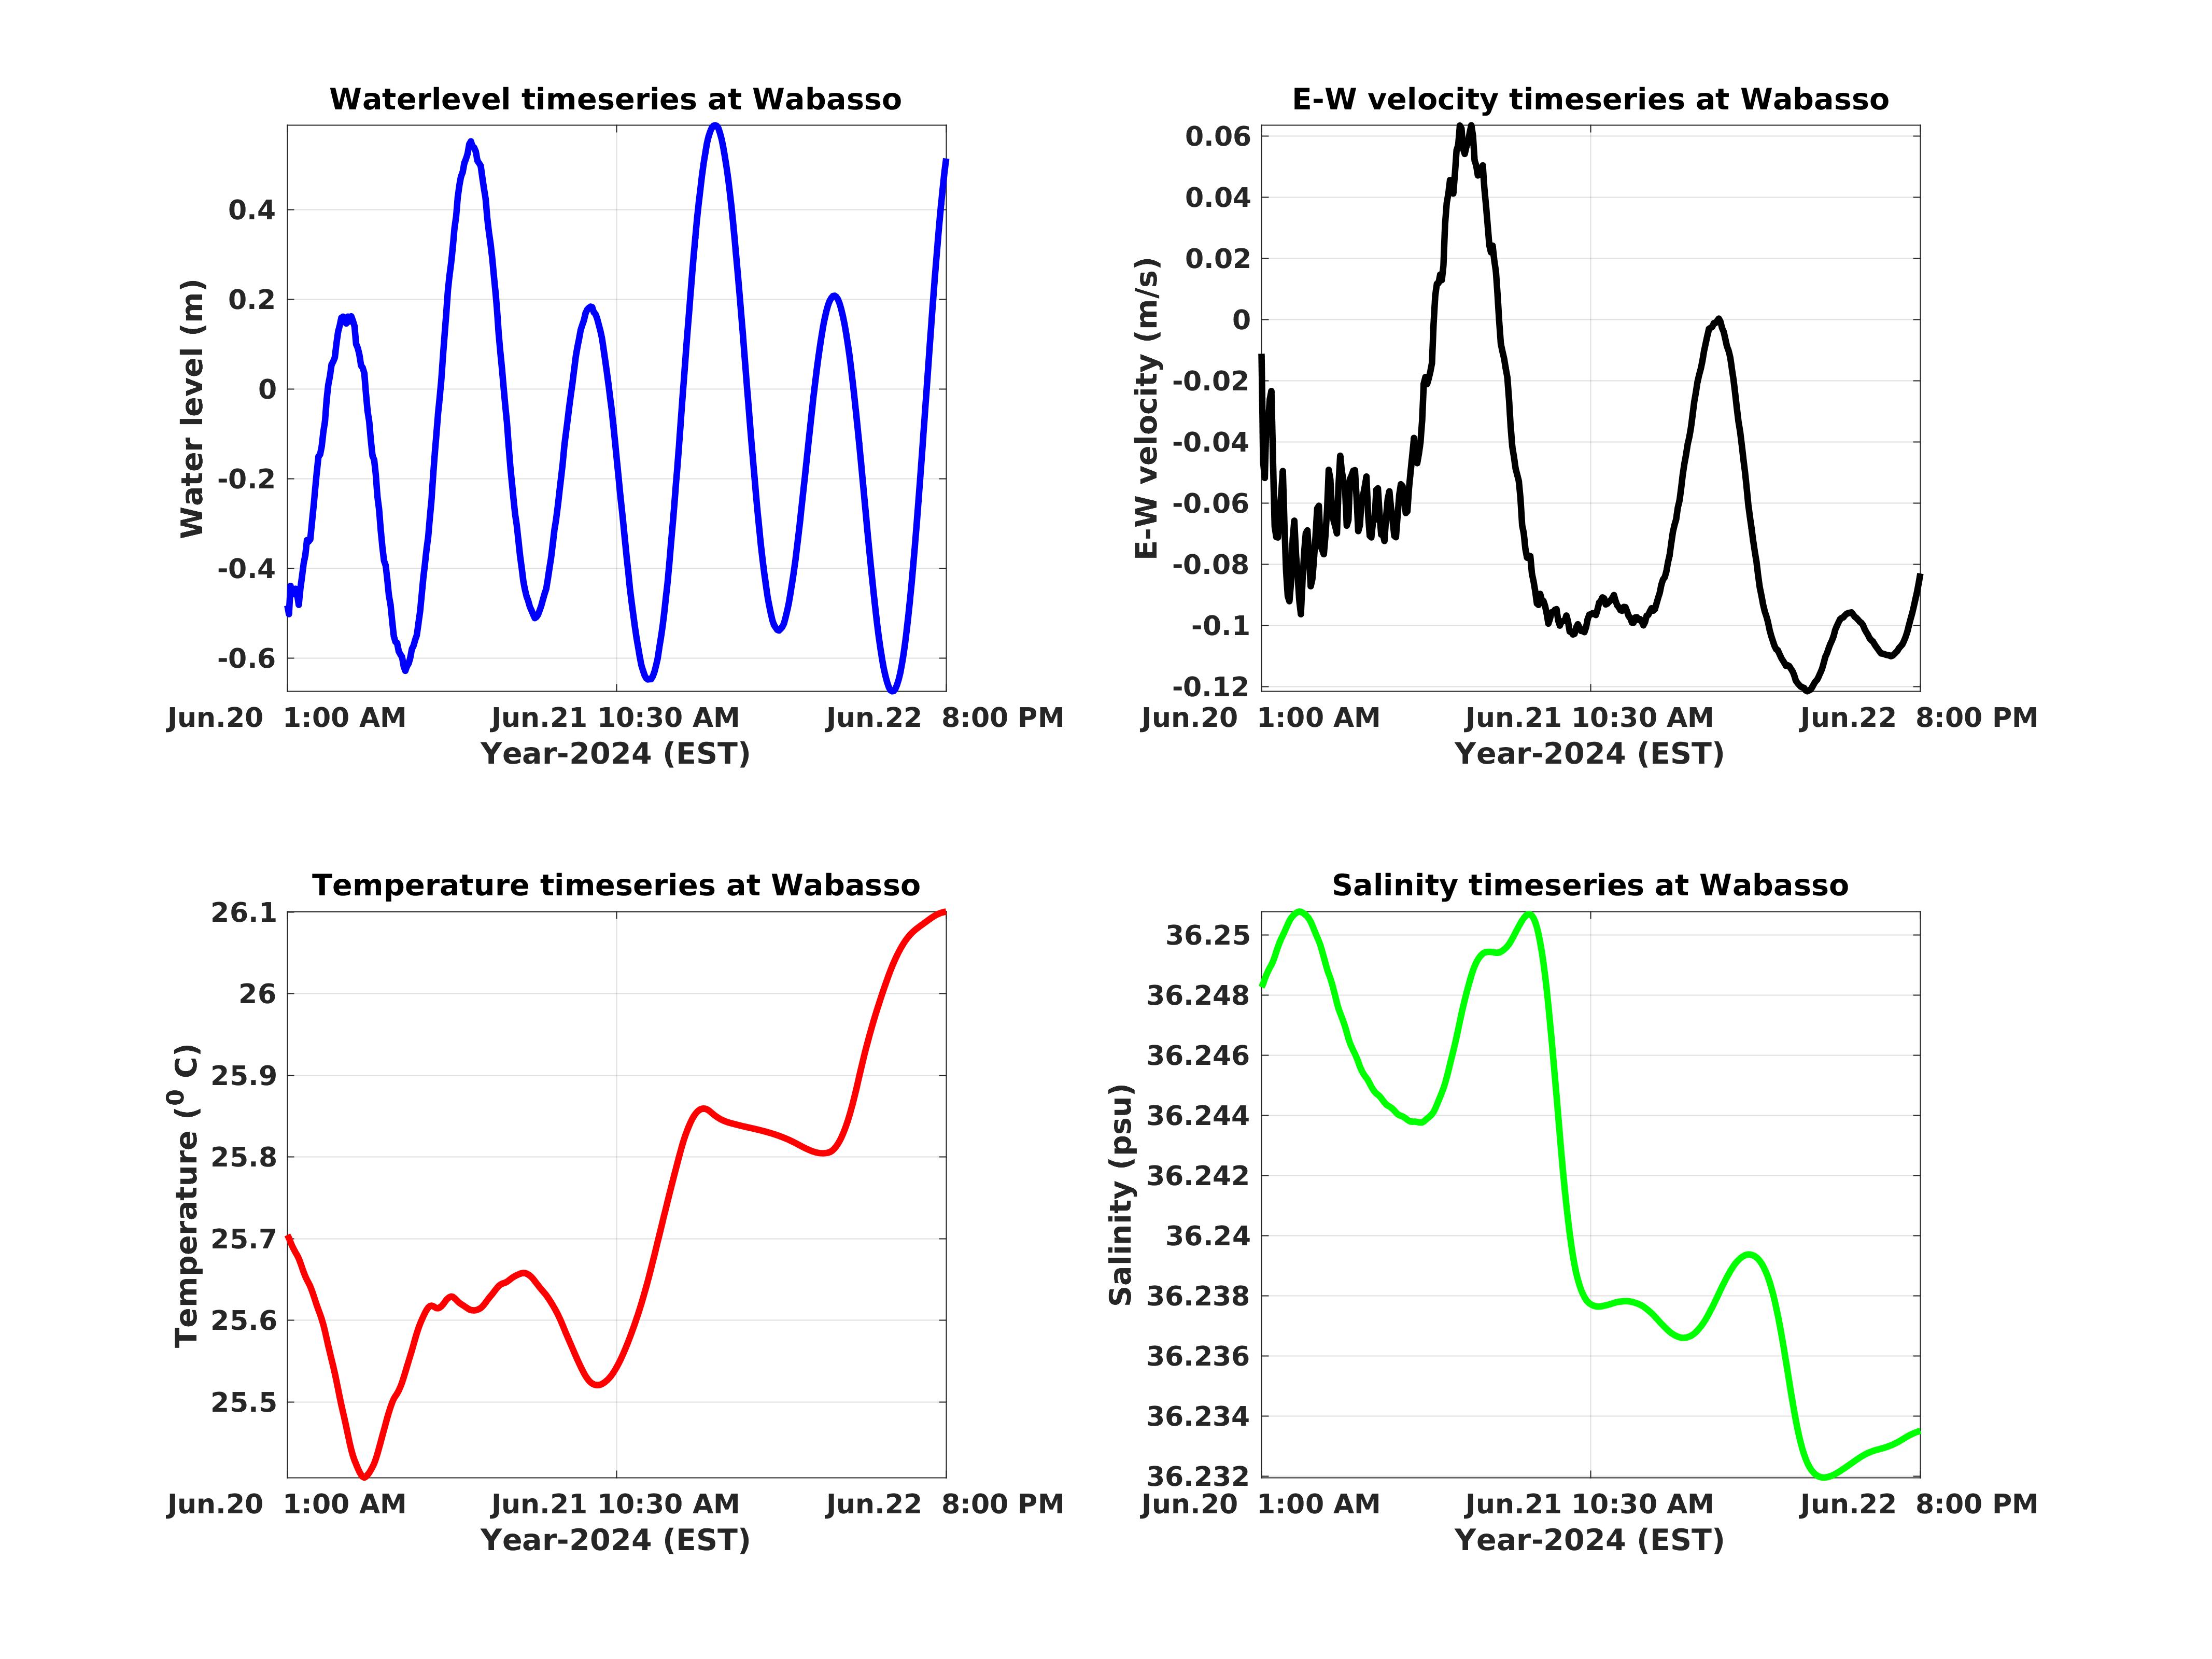 Waterlevel timeseries at Wabasso
0.4
0.2
0
-0.2
-0.4
-0.6
Water level (m)
Jun.20 1:00 AM Jun.21 10:30 AM Jun.22 8:00 PM
Year-2024 (EST)
E-W velocity timeseries at Wabasso
0.06
0.04
0.02
0
-0.02
-0.04
-0.06
-0.08
-0.1
-0.12
E-W velocity (m/s)
Jun.20 1:00 AM Jun.21 10:30 AM Jun.22 8:00 PM
Year-2024 (EST)
Temperature timeseries at Wabasso
26.1
26
25.9
25.8
25.7
25.6
25.5
Temperature (⁰ C)
Jun.20 1:00 AM Jun.21 10:30 AM Jun.22 8:00 PM
Year-2024 (EST)
Salinity timeseries at Wabasso
36.25
36.248
36.246
36.244
36.242
36.24
36.238
36.236
36.234
36.232
Salinity (psu)
Jun.20 1:00 AM Jun.21 10:30 AM Jun.22 8:00 PM
Year-2024 (EST)